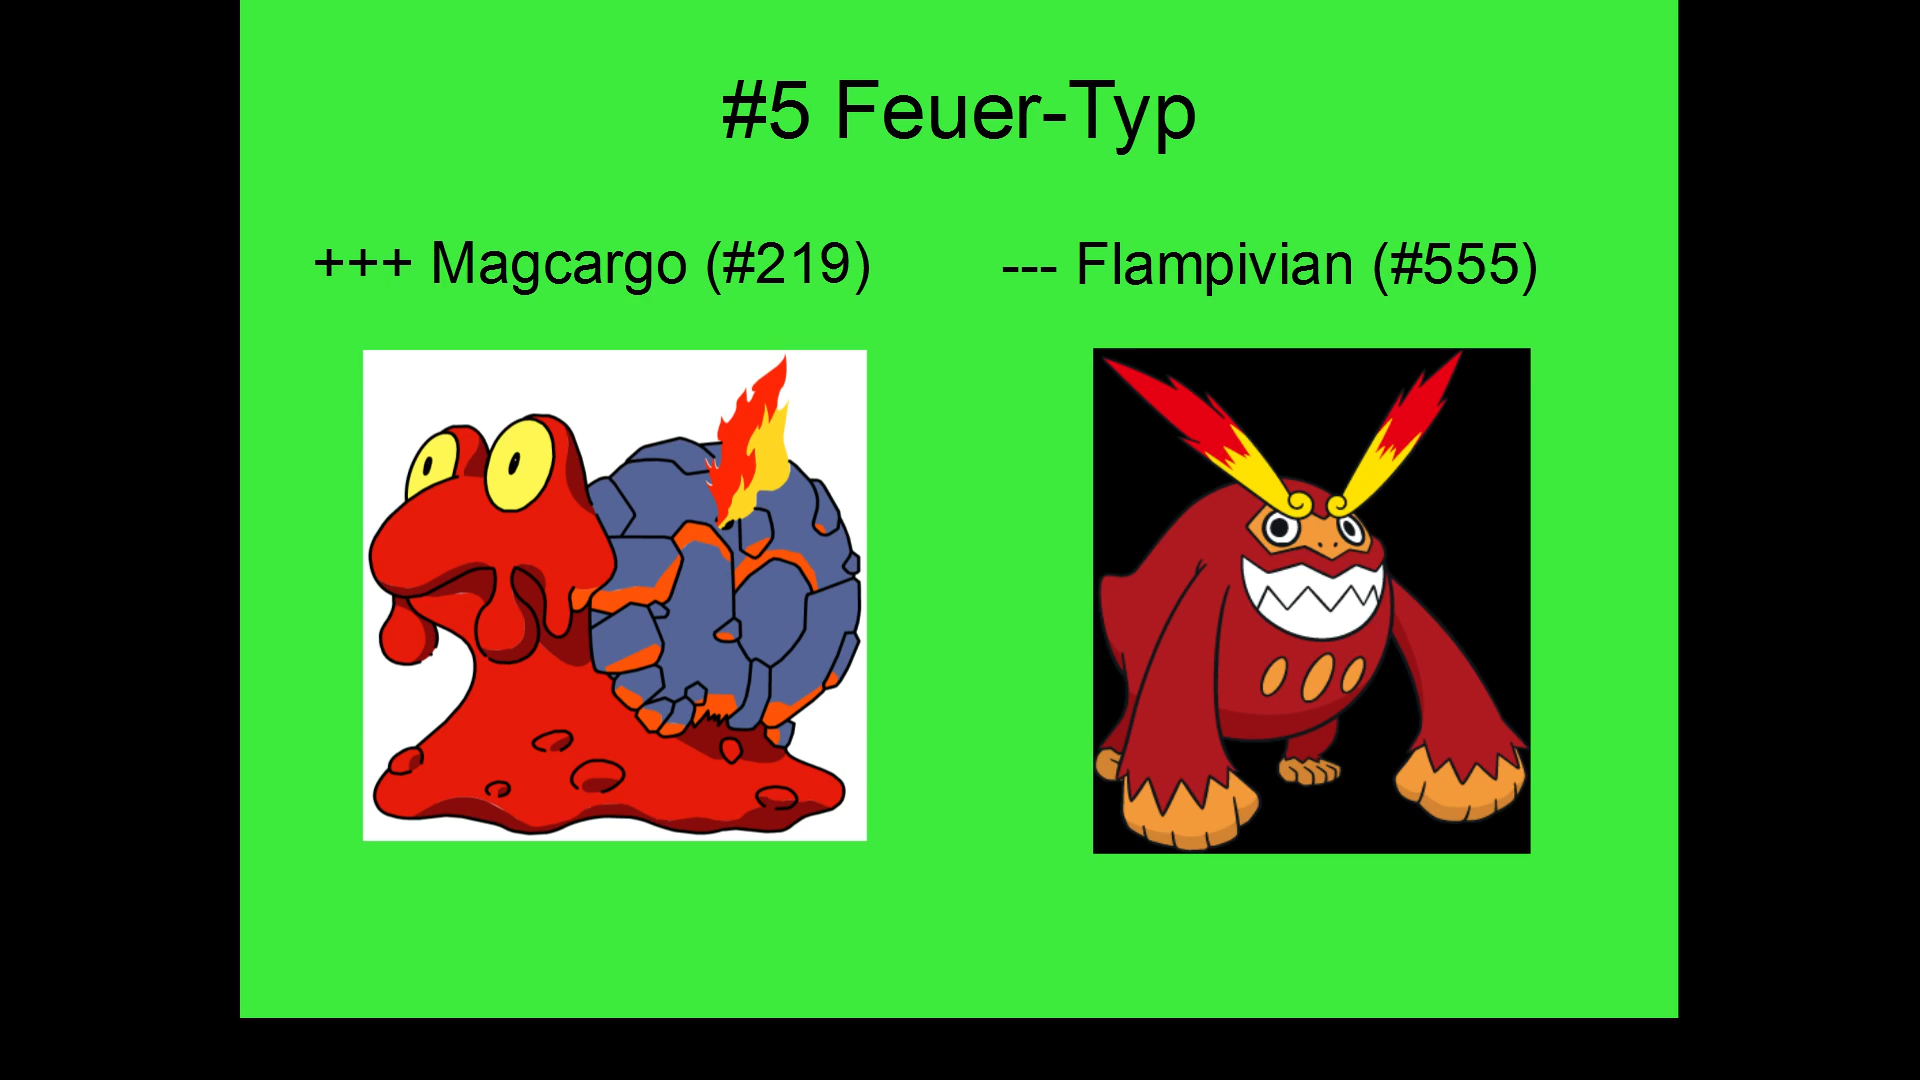 #5 Feuer-Typ
+++ Magcargo (#219)
--- Flampivian (#555)